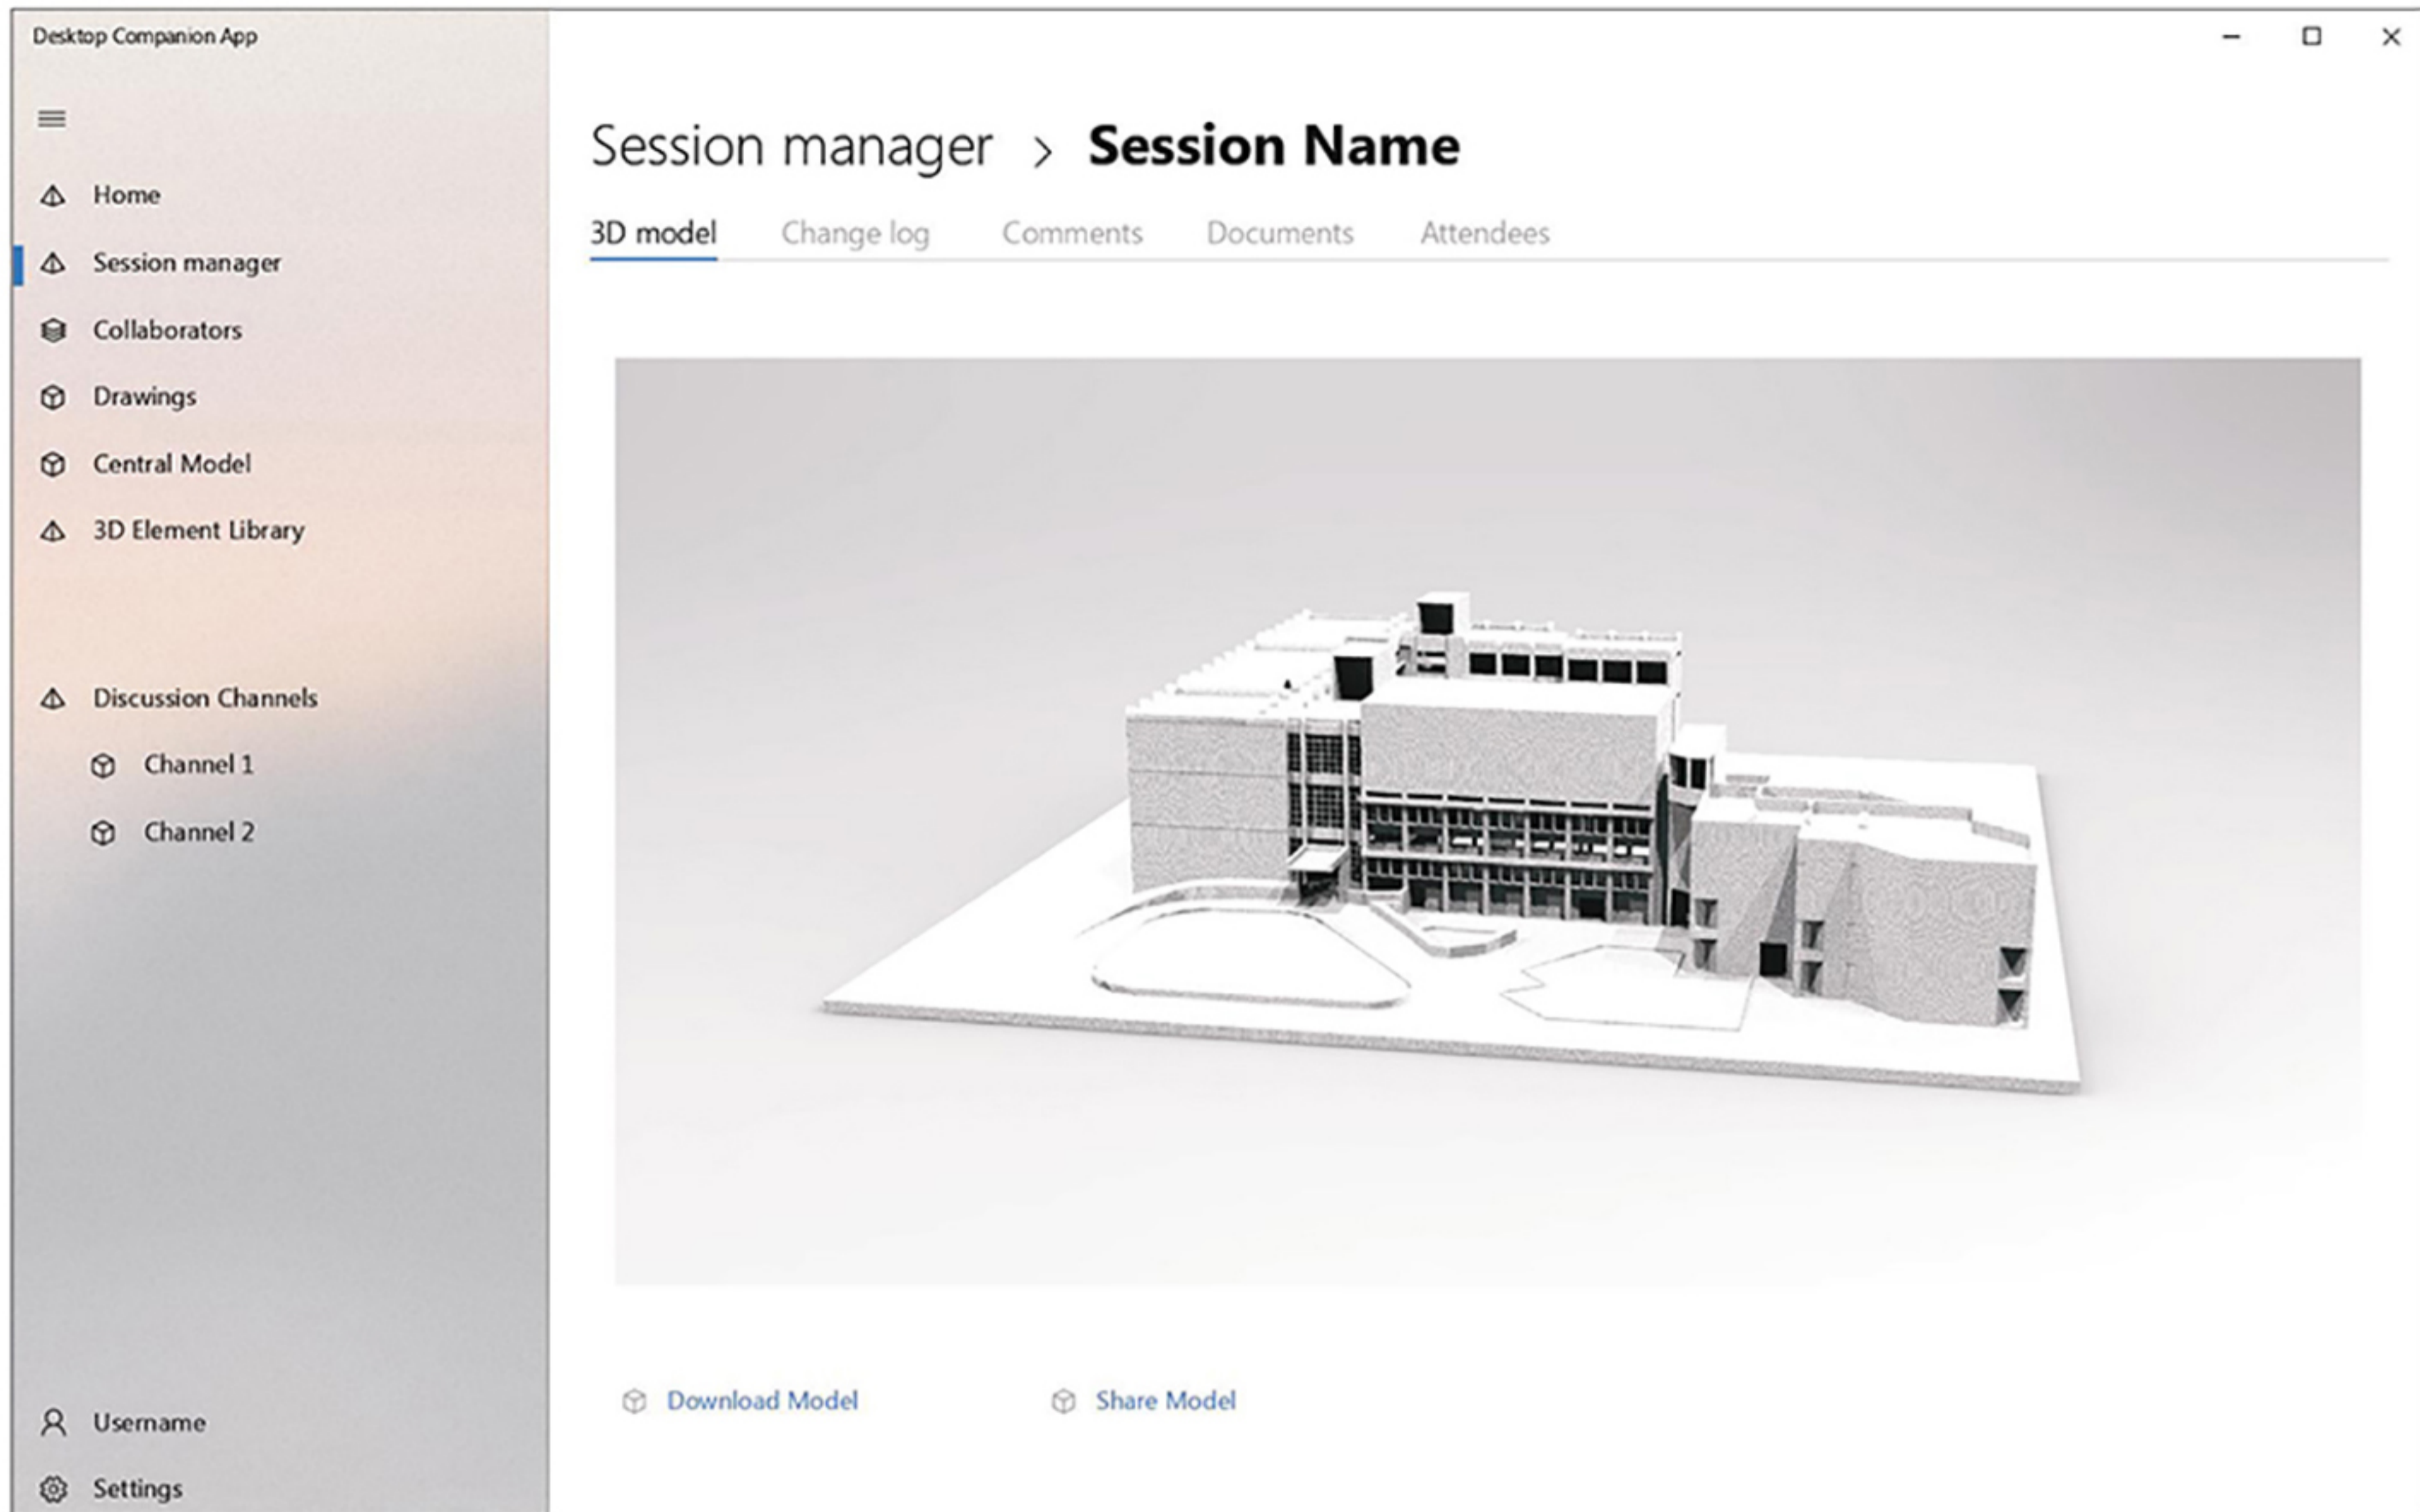 Desktop Companion App
Home
Session manager
Collaborators
Drawings
Central Model
3D Element Library
Discussion Channels
Channel 1
Channel 2
Username
Settings
Session manager > Session Name
3D model Change log Comments Documents Attendees
Download Model Share Model